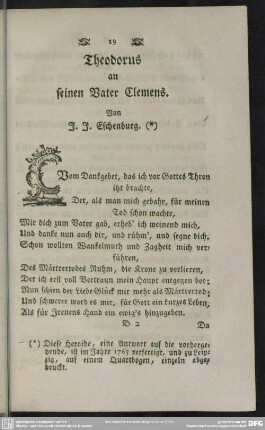 19
Theodorus
an
seinen Vater Clemens.
Von
J. J. Eschenburg. (*)
Vom Dankgebet, das ich vor Gottes Thron
itzt brachte,
Der, als man mich gebahr, für meinen
Tod schon wachte,
Mir dich zum Vater gab, erheb' ich weinend mich,
Und danke nun auch dir, und rühm', und segne dich.
Schon wollten Wankelmuth und Zagheit mich ver-
führen,
Des Märtrertodes Ruhm, die Krone zu verlieren,
Der ich erst voll Vertraun mein Haupt entgegen bot;
Nun schien der Liebe Glück mir mehr als Märtrertod;
Und schwerer ward es mir, für Gott ein kurzes Leben,
Als für Irenens Hand ein ewig's hinzugeben.
B 2 Da
(*) Diese Heroide, eine Antwort auf die vorherge-
hende, ist im Jahre 1765 verfertigt, und zu Leip-
zig, auf einem Quartbogen, einzeln abge-
druckt.